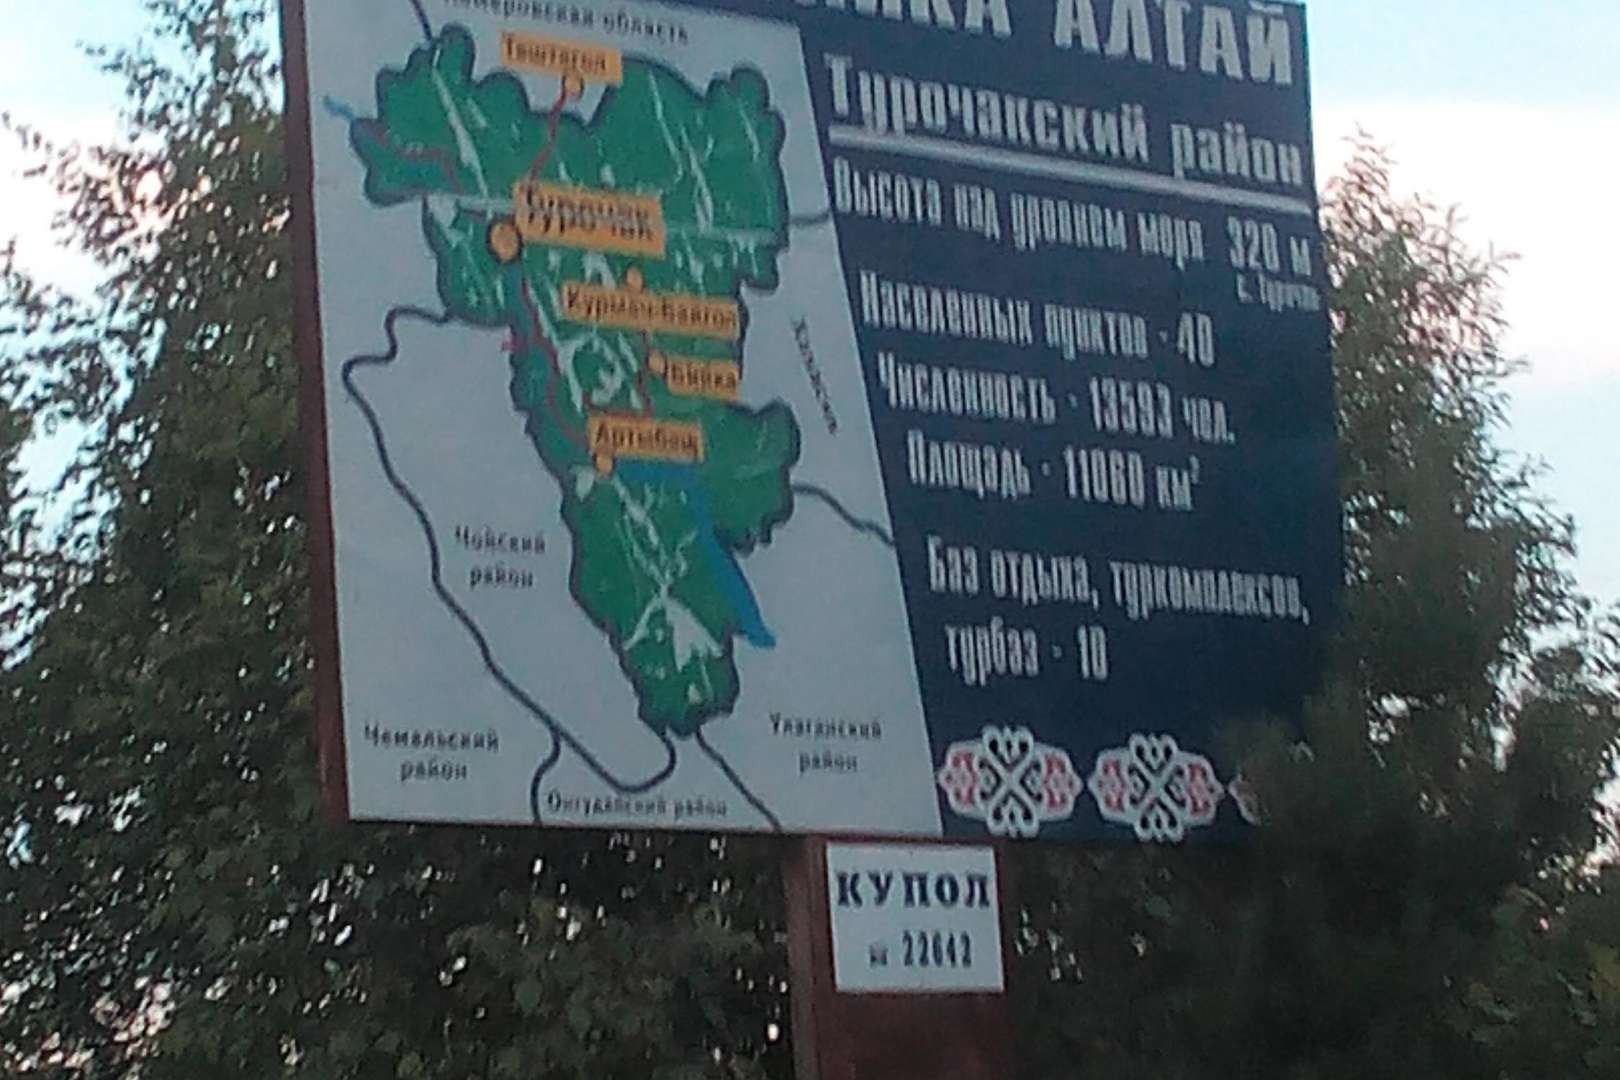 АЛТАЙ
Турочакский район
Высота над уровнем моря 320 м
Населенных пунктов - 40
Численность - 13593 чел.
Площадь - 11060 км²
Баз отдыха, туркомплексов,
турбаз - 10
Кемеровская область
Таштагол
Турочак
Курмач-Байгол
Бийка
Артыбаш
Чойский
район
Чемальский
район
Онгудайский район
Улаганский
район
КУПОЛ
22642